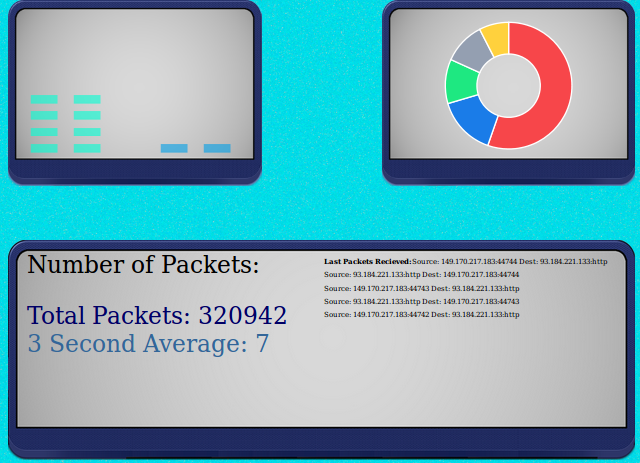 Number of Packets:
Total Packets: 320942
3 Second Average: 7
Last Packets Recieved:Source: 149.170.217.183:44744 Dest: 93.184.221.133:http
Source: 93.184.221.133:http Dest: 149.170.217.183:44744
Source: 149.170.217.183:44743 Dest: 93.184.221.133:http
Source: 93.184.221.133:http Dest: 149.170.217.183:44743
Source: 149.170.217.183:44742 Dest: 93.184.221.133:http